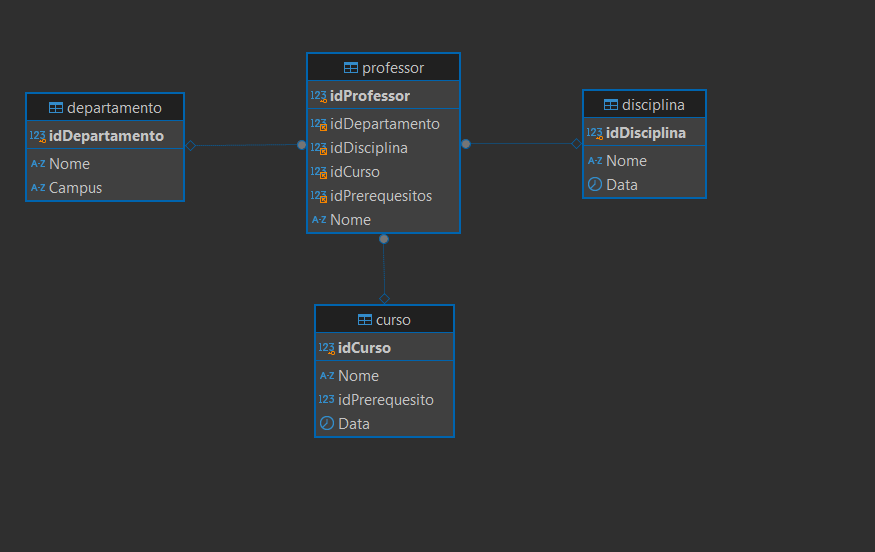 departamento
123 idDepartamento
A-Z Nome
A-Z Campus
professor
123 idProfessor
123 idDepartamento
123 idDisciplina
123 idCurso
123 idPrerequesitos
A-Z Nome
disciplina
123 idDisciplina
A-Z Nome
Data
curso
123 idCurso
A-Z Nome
123 idPrerequesito
Data